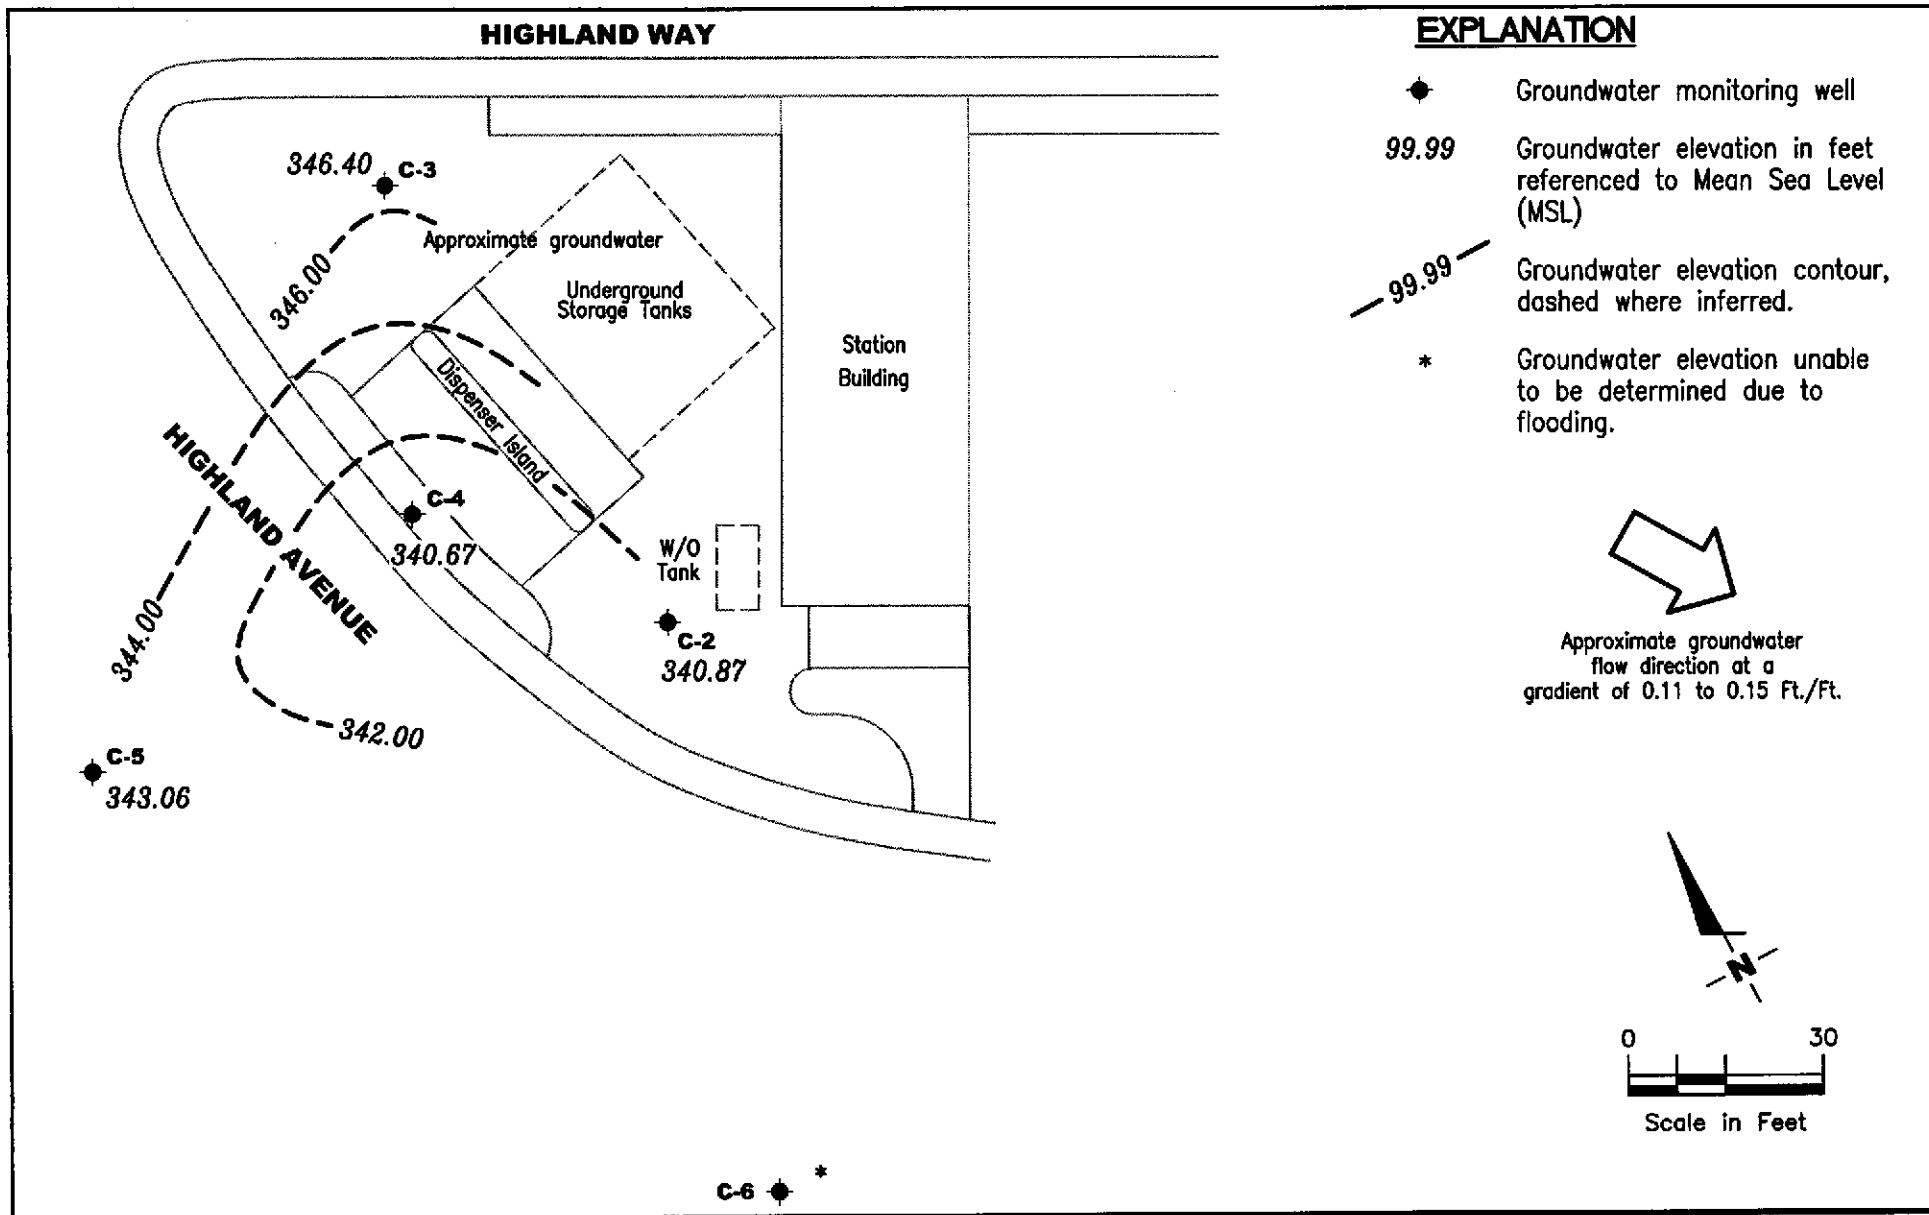 HIGHLAND WAY
346.40
C-3
346.00
Approximate groundwater
Underground
Storage Tanks
Station
Building
Dispenser Island
HIGHLAND AVENUE
C-4
340.67
W/O
Tank
C-2
340.87
344.00
342.00
C-5
343.06
C-6
*
EXPLANATION
Groundwater monitoring well
99.99
Groundwater elevation in feet
referenced to Mean Sea Level
(MSL)
99.99
Groundwater elevation contour,
dashed where inferred.
*
Groundwater elevation unable
to be determined due to
flooding.
Approximate groundwater
flow direction at a
gradient of 0.11 to 0.15 Ft./Ft.
N
0 30
Scale in Feet